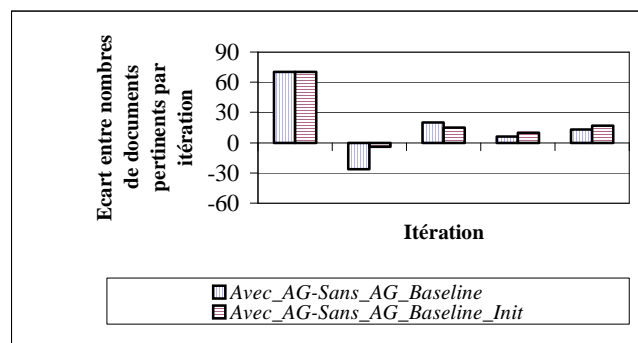 Ecart entre nombres
de documents
pertinents par
itération
90
60
30
0
-30
-60
Itération
Avec_AG-Sans_AG_Baseline
Avec_AG-Sans_AG_Baseline_Init